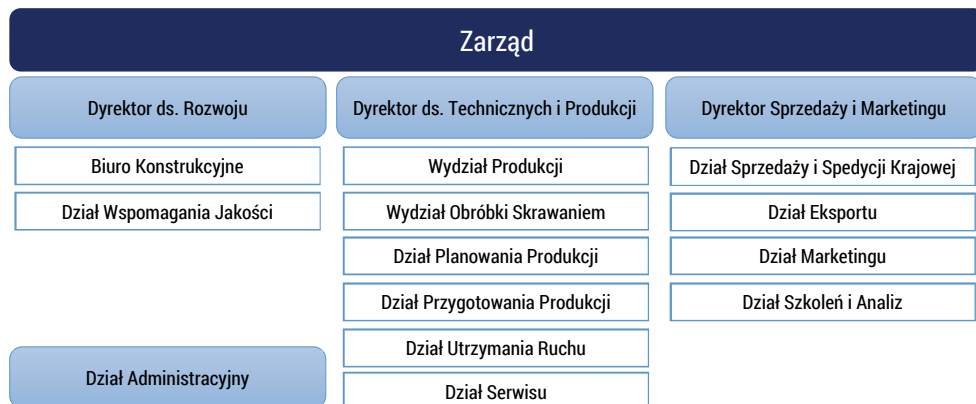 Zarząd
Dyrektor ds. Rozwoju
Biuro Konstrukcyjne
Dział Wspomagania Jakości
Dział Administracyjny
Dyrektor ds. Technicznych i Produkcji
Wydział Produkcji
Wydział Obróbki Skrawaniem
Dział Planowania Produkcji
Dział Przygotowania Produkcji
Dział Utrzymania Ruchu
Dział Serwisu
Dyrektor Sprzedaży i Marketingu
Dział Sprzedaży i Spedycji Krajowej
Dział Eksportu
Dział Marketingu
Dział Szkoleń i Analiz